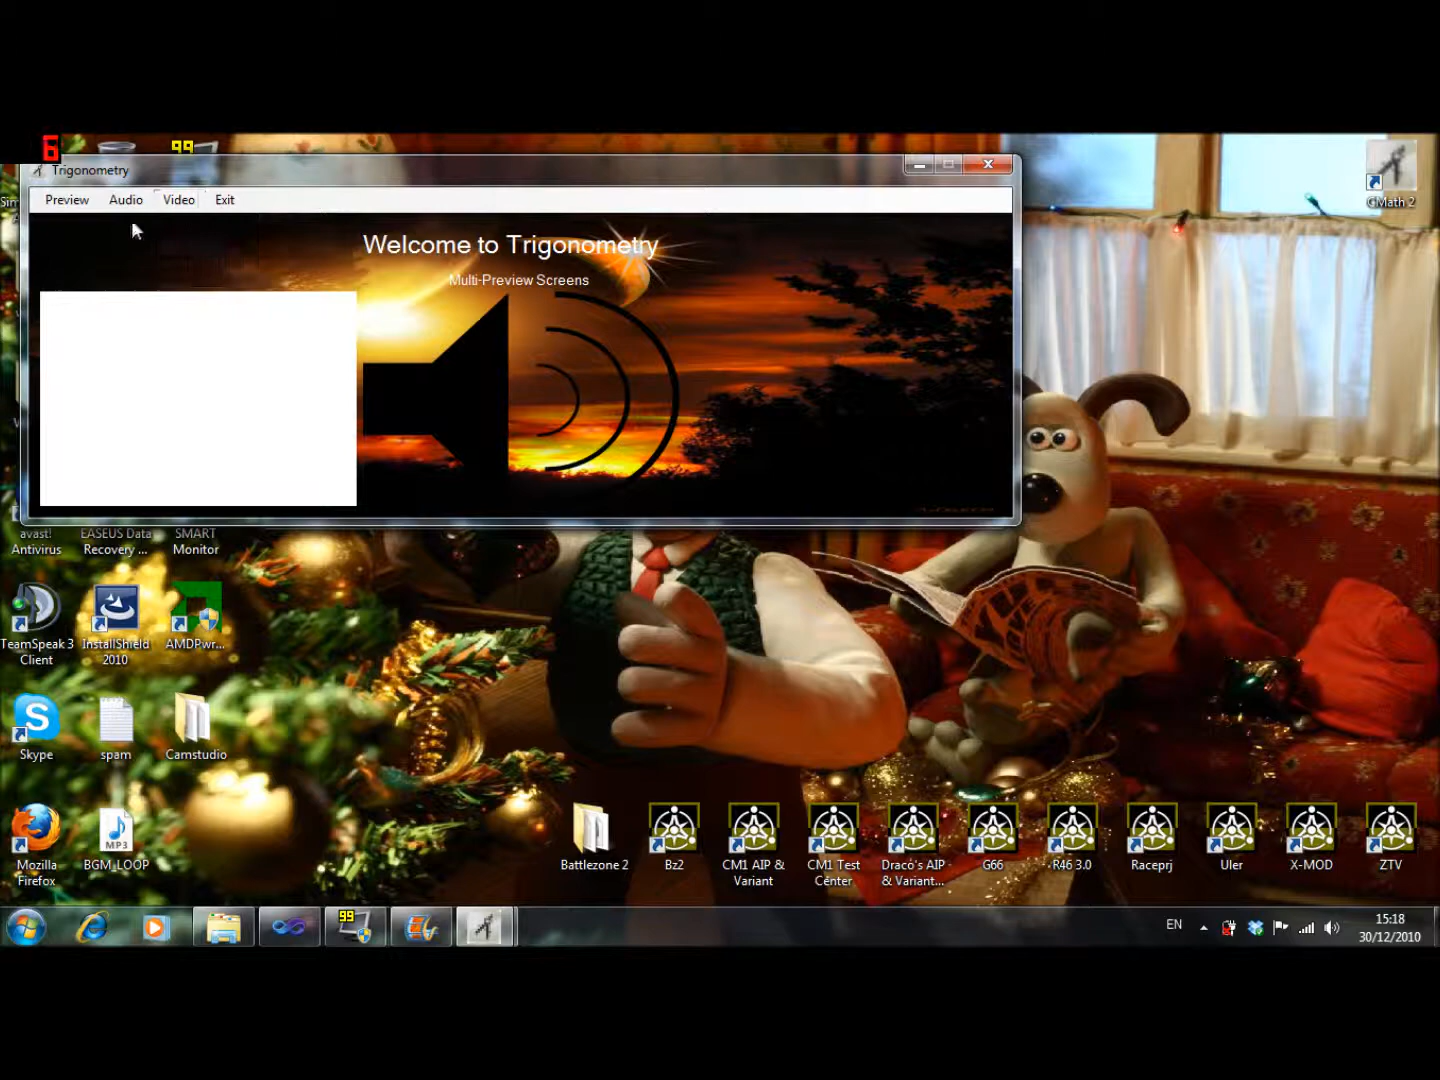 6
99
Trigonometry
Preview Audio Video Exit
Welcome to Trigonometry
Multi-Preview Screens
CMath 2
avast!
Antivirus
EASEUS Data
Recovery ...
SMART
Monitor
TeamSpeak 3
Client
InstallShield
2010
AMDPwr...
Skype
spam
Camstudio
Mozilla
Firefox
MP3
BGM_LOOP
Battlezone 2
Bz2
CM1 AIP &
Variant
CM1 Test
Center
Draco's AIP
& Variant...
G66
R46 3.0
Raceprj
Uler
X-MOD
ZTV
99
EN
15:18
30/12/2010